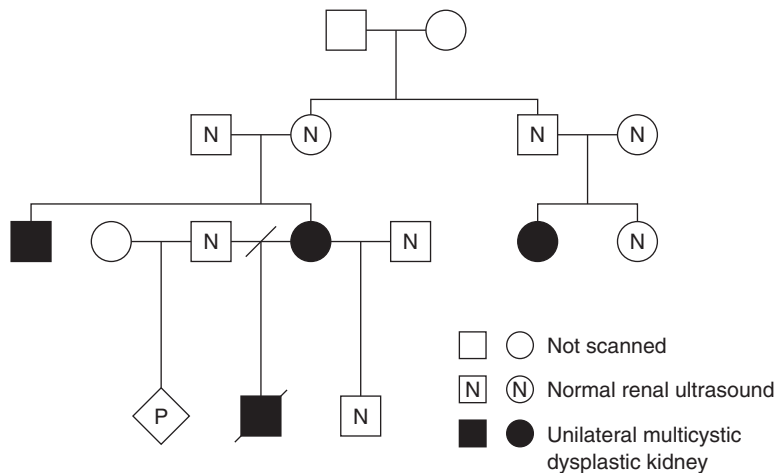 N N N N
N N N
P N
Not scanned
N N Normal renal ultrasound
Unilateral multicystic
dysplastic kidney